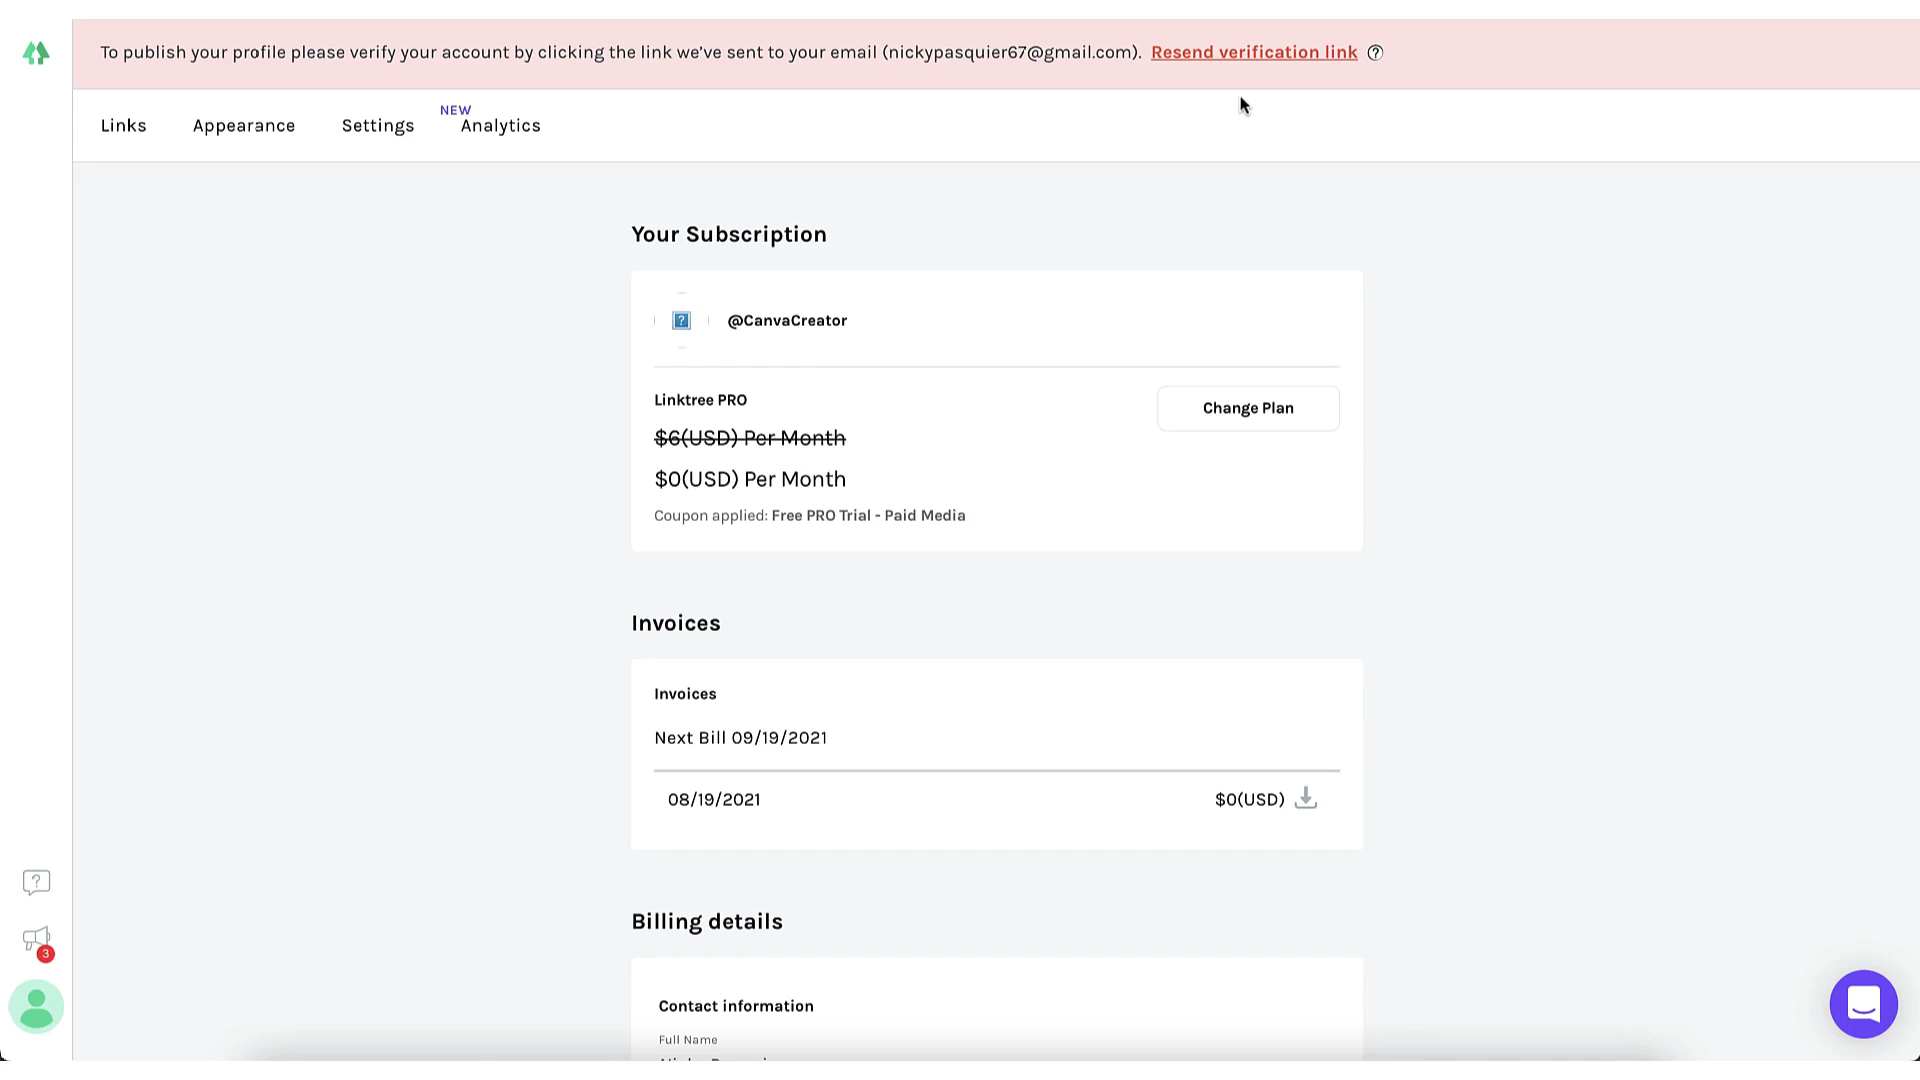 To publish your profile please verify your account by clicking the link we've sent to your email (nickypasquier67@gmail.com). Resend verification link ?
NEW
Links Appearance Settings Analytics
Your Subscription
?
@CanvaCreator
Linktree PRO
Change Plan
$6(USD) Per Month
$0(USD) Per Month
Coupon applied: Free PRO Trial - Paid Media
Invoices
Invoices
Next Bill 09/19/2021
08/19/2021 $0(USD)
?
Billing details
3
Contact information
Full Name